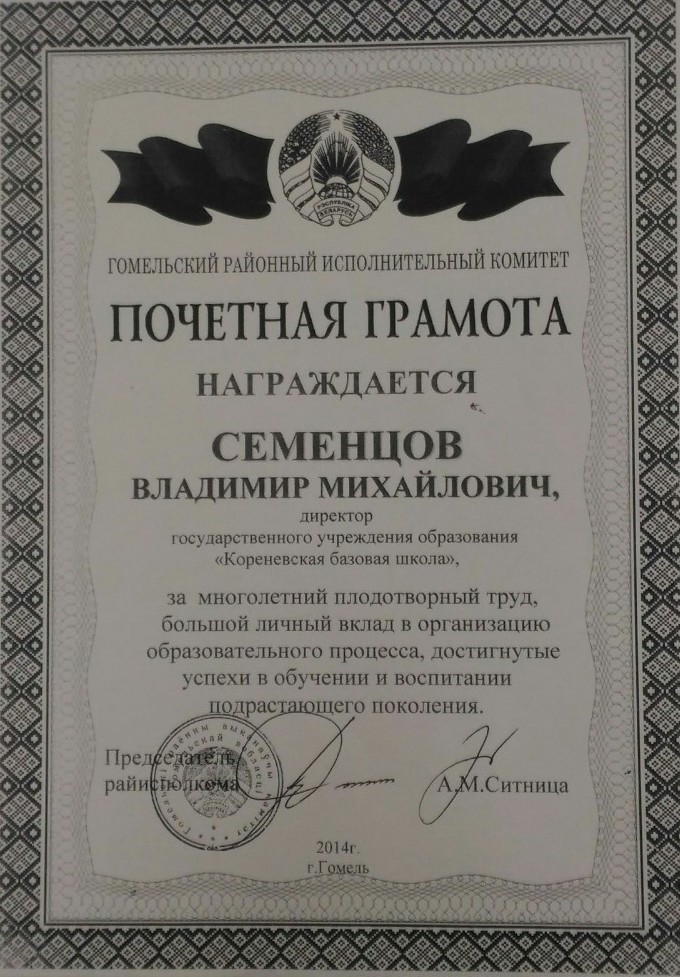 РЭСПУБЛІКА
БЕЛАРУСЬ
ГОМЕЛЬСКИЙ РАЙОННЫЙ ИСПОЛНИТЕЛЬНЫЙ КОМИТЕТ
ПОЧЕТНАЯ ГРАМОТА
НАГРАЖДАЕТСЯ
СЕМЕНЦОВ
ВЛАДИМИР МИХАЙЛОВИЧ,
директор
государственного учреждения образования
«Кореневская базовая школа»,
за многолетний плодотворный труд,
большой личный вклад в организацию
образовательного процесса, достигнутые
успехи в обучении и воспитании
подрастающего поколения.
Председатель
райисполкома
А.М.Ситница
2014г.
г.Гомель